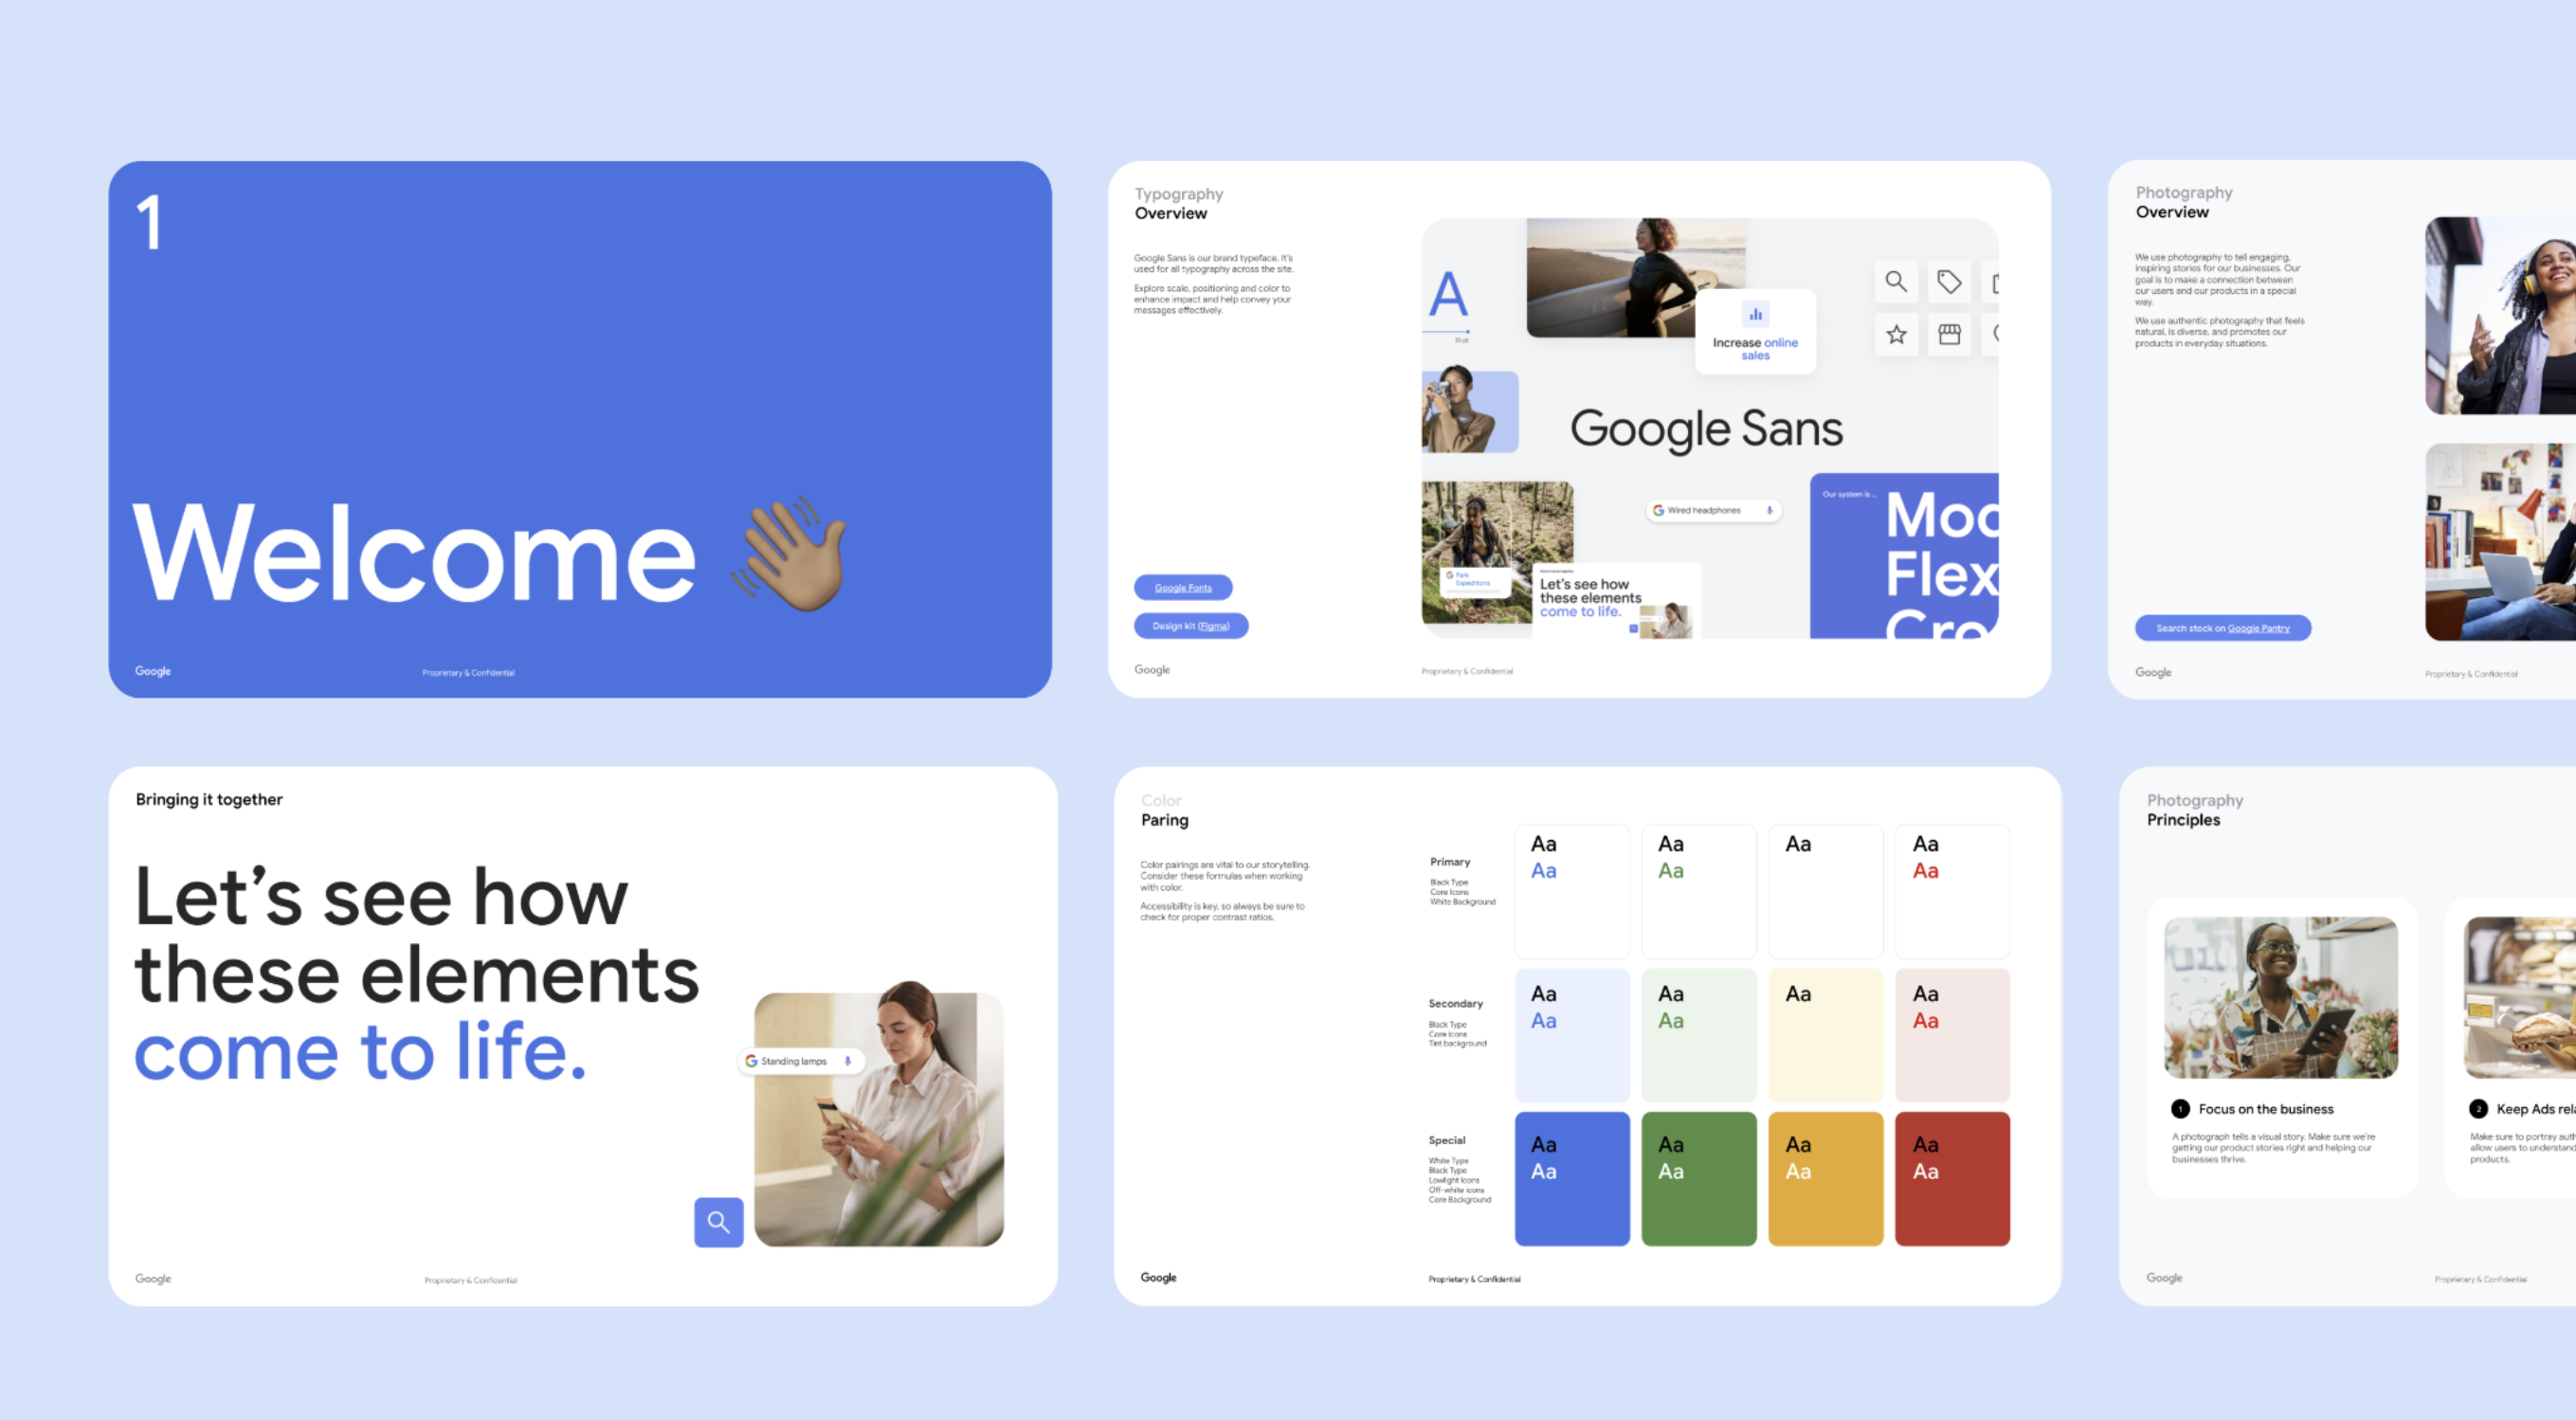 1
Welcome
Google
Proprietary & Confidential
Typography
Overview
Google Sans is our brand typeface. It's
used for all typography across the site.
Explore scale, positioning and color to
enhance impact and help convey your
messages effectively.
Google Fonts
Design kit (Figma)
A
Increase online
sales
Google Sans
Wired headphones
Park
Expeditions
Let's see how
these elements
come to life.
Our system is ...
Moc
Flex
Cro
Google
Proprietary & Confidential
Photography
Overview
We use photography to tell engaging,
inspiring stories for our businesses. Our
goal is to make a connection between
our users and our products in a special
way.
We use authentic photography that feels
natural, is diverse, and promotes our
products in everyday situations.
Search stock on Google Pantry
Google
Proprietary & Confidential
Bringing it together
Let's see how
these elements
come to life.
Standing lamps
Google
Proprietary & Confidential
Color
Paring
Color pairings are vital to our storytelling.
Consider these formulas when working
with color.
Accessibility is key, so always be sure to
check for proper contrast ratios.
Primary
Black Type
Core Icons
White Background
Aa Aa Aa Aa
Aa Aa Aa
Secondary
Black Type
Core Icons
Tint background
Aa Aa Aa Aa
Aa Aa Aa
Special
White Type
Black Type
Lowlight Icons
Off-white icons
Core Background
Aa Aa Aa Aa
Aa Aa Aa Aa
Google
Proprietary & Confidential
Photography
Principles
1 Focus on the business
A photograph tells a visual story. Make sure we're
getting our product stories right and helping our
businesses thrive.
2 Keep Ads rela
Make sure to portray auth
allow users to understand
products.
Google
Proprietary & Confidential